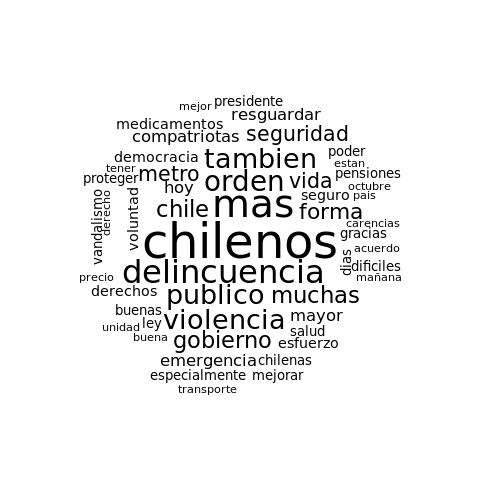 mejor presidente
resguardar
medicamentos
compatriotas seguridad
democracia tambien poder
estan
tener metro orden vida pensiones
proteger hoy octubre
seguro pais
vandalismo derecho voluntad chile mas forma
carencias
gracias
chilenos
acuerdo
dias dificiles
precio delincuencia mañana
derechos publico muchas
buenas
unidad ley violencia mayor
buena salud
gobierno esfuerzo
emergencia chilenas
especialmente mejorar
transporte